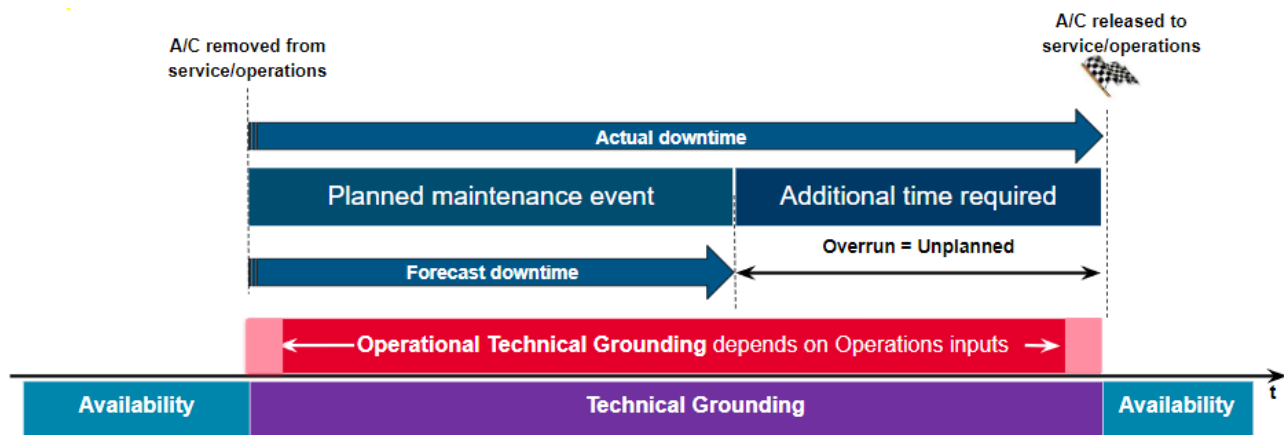 A/C released to
service/operations
A/C removed from
service/operations
Actual downtime
Planned maintenance event
Additional time required
Overrun = Unplanned
Forecast downtime
Operational Technical Grounding depends on Operations inputs
t
Availability
Technical Grounding
Availability